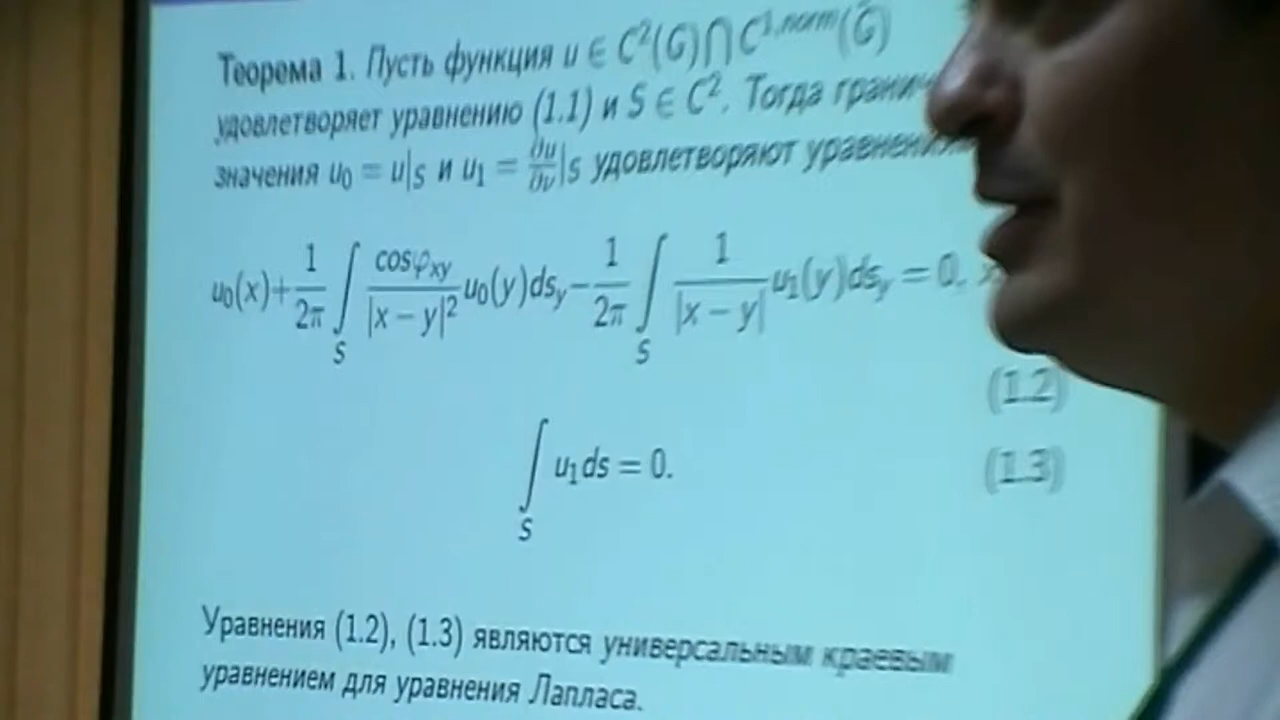 Теорема 1. Пусть функция u ∈ C²(G) ⋂ C^{1,norm}(G̅)
удовлетворяет уравнению (1.1) и S ∈ C². Тогда
значения u₀ = u|_S и u₁ = ∂u/∂ν|_S удовлетворяют
u₀(x)+ 1/2π ∫_S cosφ_{xy}/|x − y|² u₀(y)ds_y − 1/2π ∫_S 1/|x − y| u₁(y)ds_y = 0,
(1.2)
∫_S u₁ds = 0. (1.3)
Уравнения (1.2), (1.3) являются универсальным краевым
уравнением для уравнения Лапласа.